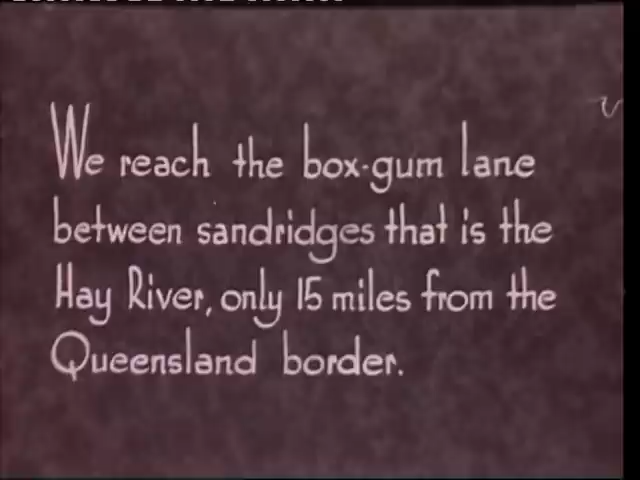 We reach the box-gum lane
between sandridges that is the
Hay River, only 15 miles from the
Queensland border.